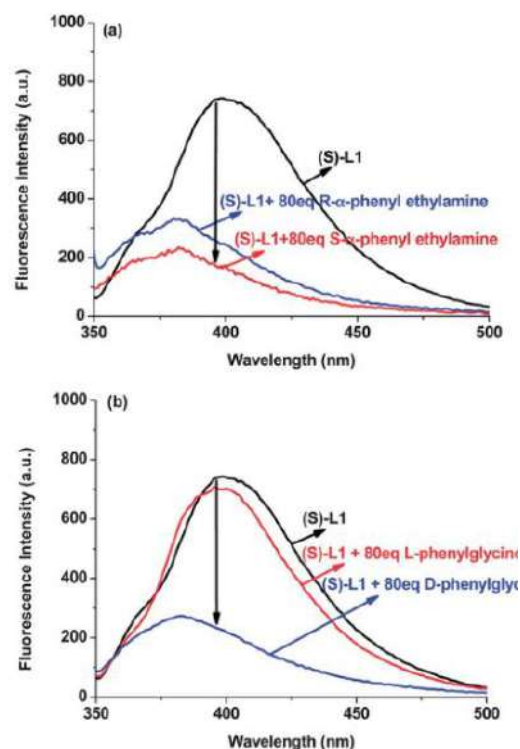 (a)
1000
800
600
400
200
0
Fluorescence Intensity (a.u.)
(S)-L1
(S)-L1+ 80eq R-α-phenyl ethylamine
(S)-L1+80eq S-α-phenyl ethylamine
350 400 450 500
Wavelength (nm)
(b)
1000
800
600
400
200
0
Fluorescence Intensity (a.u.)
(S)-L1
(S)-L1 + 80eq L-phenylglycine
(S)-L1 + 80eq D-phenylglyc
350 400 450 500
Wavelength (nm)